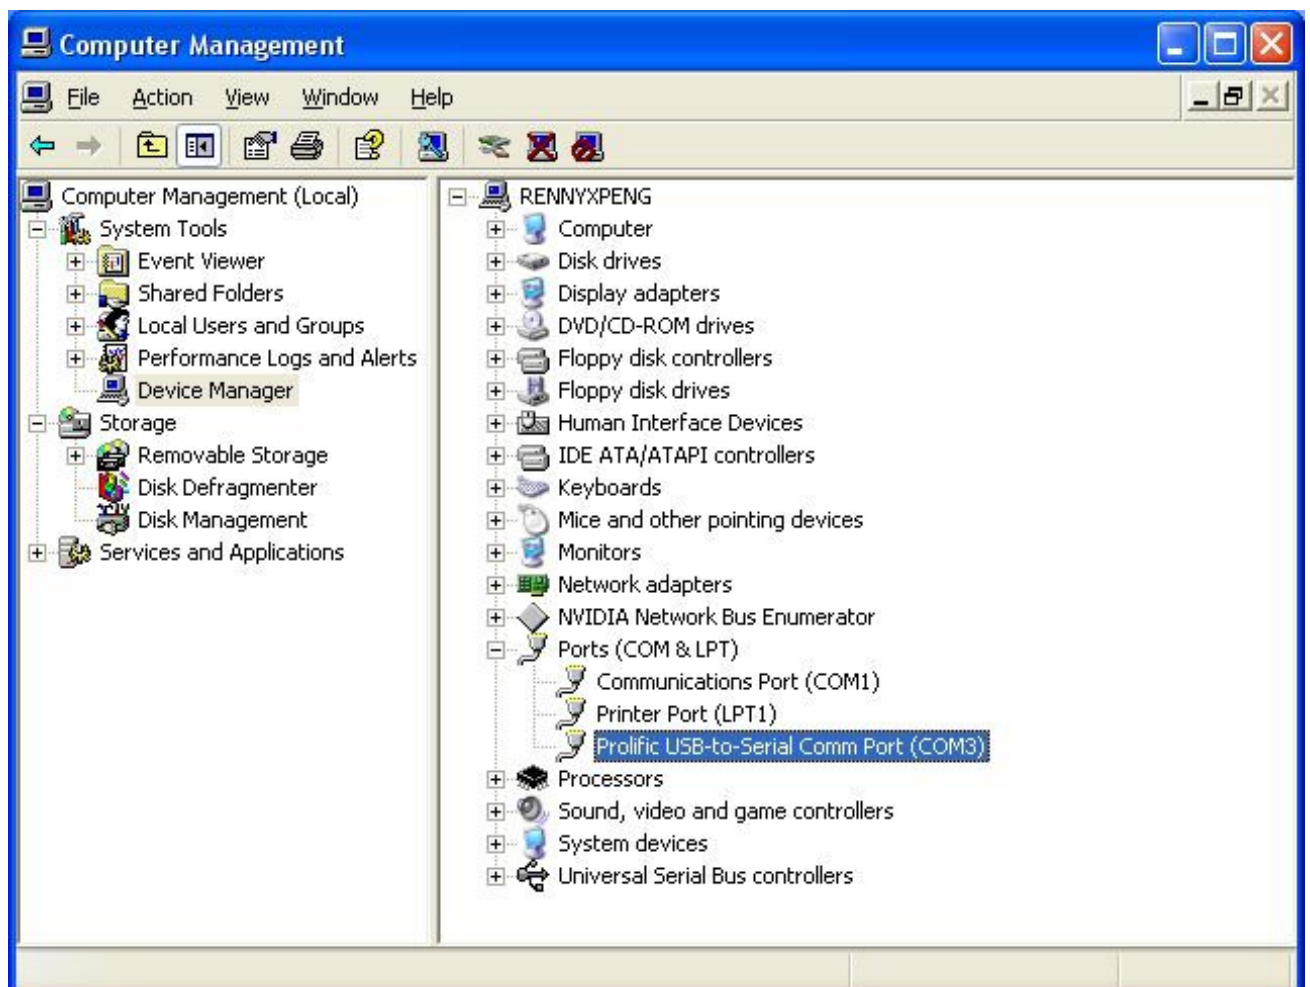 Computer Management
File Action View Window Help
Computer Management (Local)
System Tools
Event Viewer
Shared Folders
Local Users and Groups
Performance Logs and Alerts
Device Manager
Storage
Removable Storage
Disk Defragmenter
Disk Management
Services and Applications
RENNYXPENG
Computer
Disk drives
Display adapters
DVD/CD-ROM drives
Floppy disk controllers
Floppy disk drives
Human Interface Devices
IDE ATA/ATAPI controllers
Keyboards
Mice and other pointing devices
Monitors
Network adapters
NVIDIA Network Bus Enumerator
Ports (COM & LPT)
Communications Port (COM1)
Printer Port (LPT1)
Prolific USB-to-Serial Comm Port (COM3)
Processors
Sound, video and game controllers
System devices
Universal Serial Bus controllers